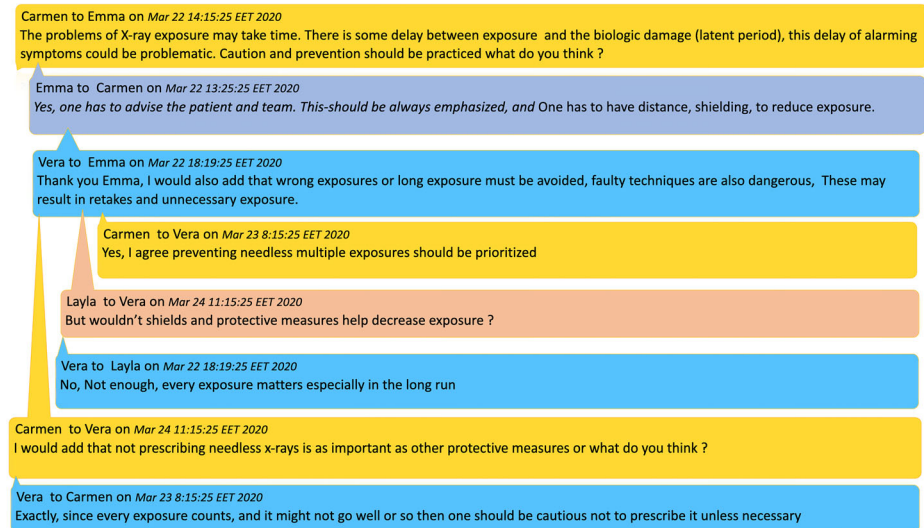 Carmen to Emma on Mar 22 14:15:25 EET 2020
The problems of X-ray exposure may take time. There is some delay between exposure and the biologic damage (latent period), this delay of alarming
symptoms could be problematic. Caution and prevention should be practiced what do you think ?
Emma to Carmen on Mar 22 13:25:25 EET 2020
Yes, one has to advise the patient and team. This-should be always emphasized, and One has to have distance, shielding, to reduce exposure.
Vera to Emma on Mar 22 18:19:25 EET 2020
Thank you Emma, I would also add that wrong exposures or long exposure must be avoided, faulty techniques are also dangerous, These may
result in retakes and unnecessary exposure.
Carmen to Vera on Mar 23 8:15:25 EET 2020
Yes, I agree preventing needless multiple exposures should be prioritized
Layla to Vera on Mar 24 11:15:25 EET 2020
But wouldn't shields and protective measures help decrease exposure ?
Vera to Layla on Mar 22 18:19:25 EET 2020
No, Not enough, every exposure matters especially in the long run
Carmen to Vera on Mar 24 11:15:25 EET 2020
I would add that not prescribing needless x-rays is as important as other protective measures or what do you think ?
Vera to Carmen on Mar 23 8:15:25 EET 2020
Exactly, since every exposure counts, and it might not go well or so then one should be cautious not to prescribe it unless necessary